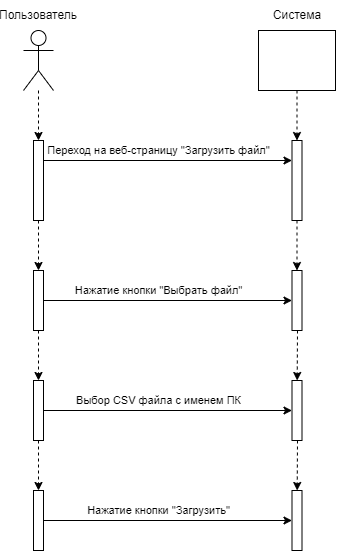 Пользователь
Система
Переход на веб-страницу "Загрузить файл"
Нажатие кнопки "Выбрать файл"
Выбор CSV файла с именем ПК
Нажатие кнопки "Загрузить"